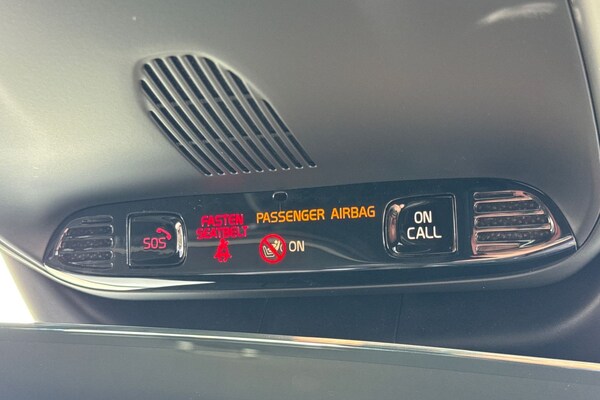 SOS
FASTEN
SEATBELT
PASSENGER AIRBAG
ON
ON
CALL